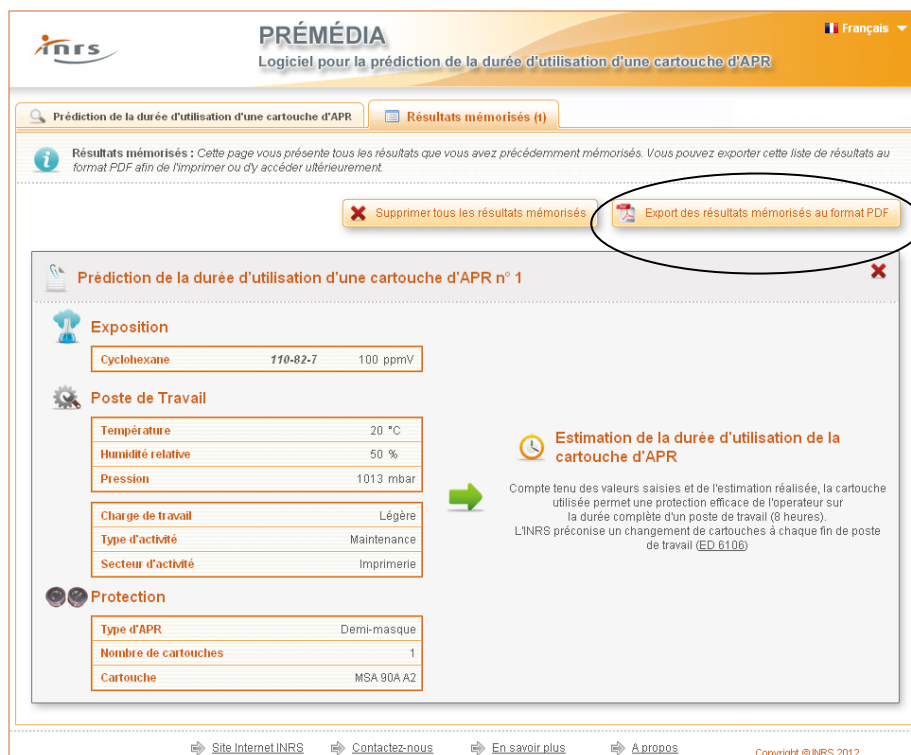 inrs
PRÉMÉDIA
Français
Logiciel pour la prédiction de la durée d'utilisation d'une cartouche d'APR
Prédiction de la durée d'utilisation d'une cartouche d'APR
Résultats mémorisés (1)
Résultats mémorisés : Cette page vous présente tous les résultats que vous avez précédemment mémorisés. Vous pouvez exporter cette liste de résultats au
format PDF afin de l'imprimer ou d'y accéder ultérieurement.
Supprimer tous les résultats mémorisés
Export des résultats mémorisés au format PDF
Prédiction de la durée d'utilisation d'une cartouche d'APR n° 1
Exposition
Cyclohexane 110-82-7 100 ppmV
Poste de Travail
Température 20 °C
Humidité relative 50 %
Pression 1013 mbar
Charge de travail Légère
Type d'activité Maintenance
Secteur d'activité Imprimerie
Protection
Type d'APR Demi-masque
Nombre de cartouches 1
Cartouche MSA 90A A2
Estimation de la durée d'utilisation de la
cartouche d'APR
Compte tenu des valeurs saisies et de l'estimation réalisée, la cartouche
utilisée permet une protection efficace de l'operateur sur
la durée complète d'un poste de travail (8 heures).
L'INRS préconise un changement de cartouches à chaque fin de poste
de travail (ED 6106)
Site Internet INRS
Contactez-nous
En savoir plus
A propos
Copyright © INRS 2012